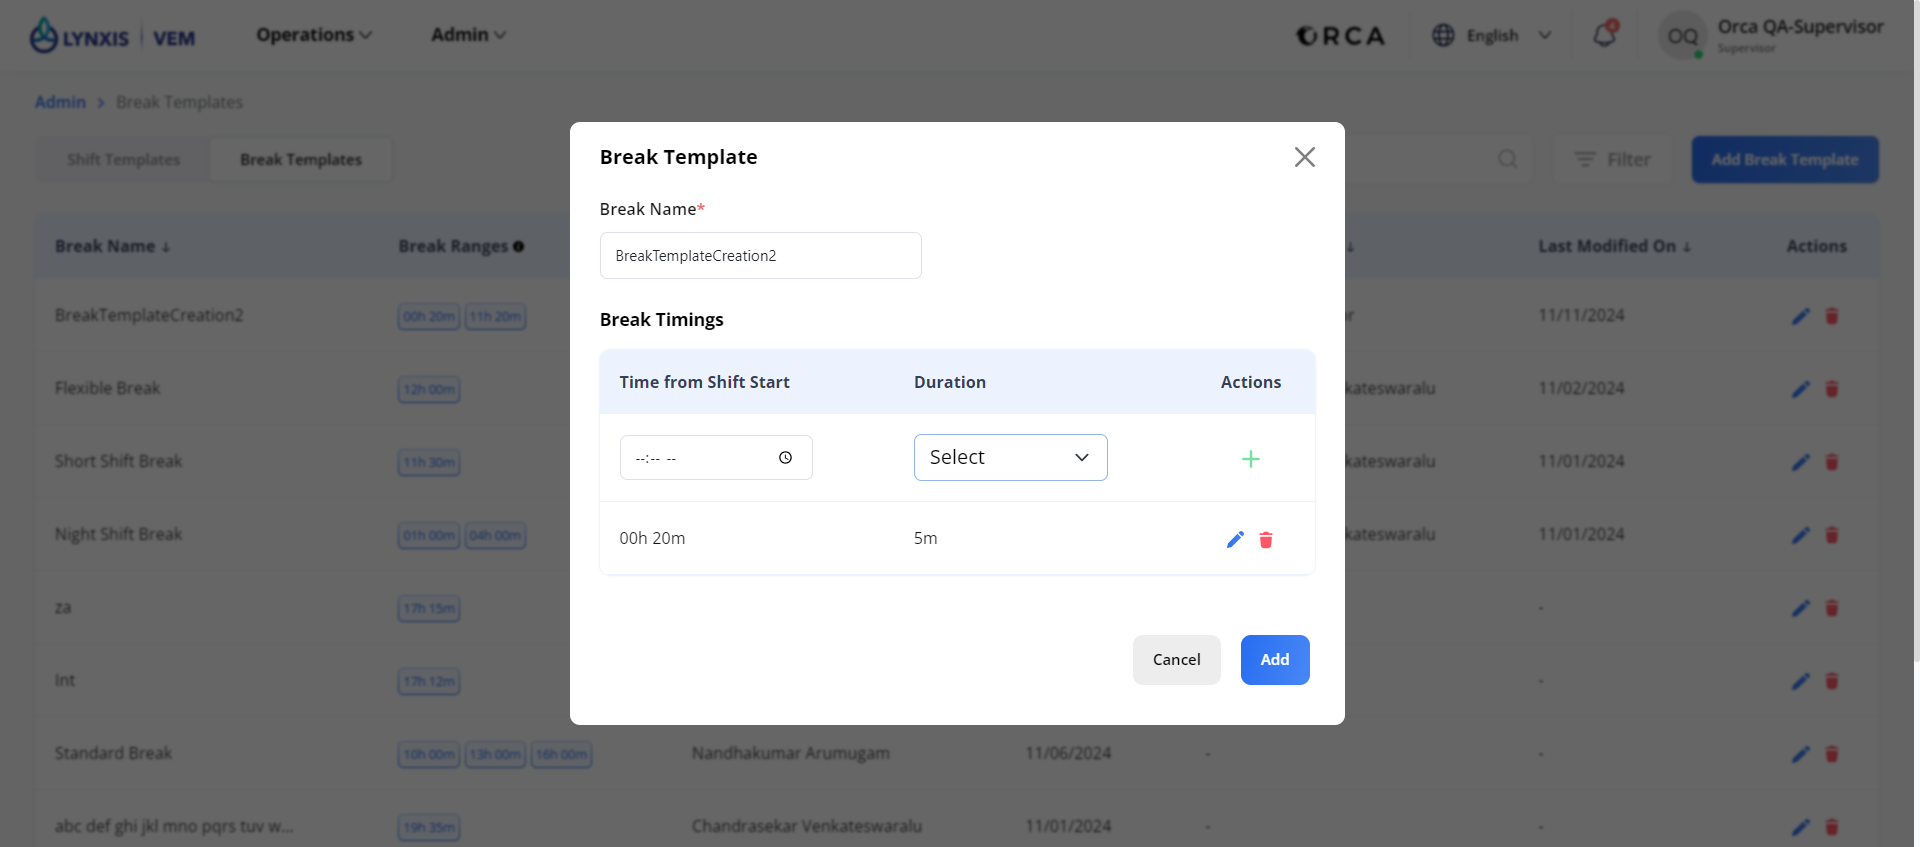 LYNXIS VEM Operations Admin ORCA English 4 OQ Orca QA-Supervisor
Supervisor
Admin > Break Templates
Shift Templates Break Templates Filter Add Break Template
Break Template
Break Name*
BreakTemplateCreation2
Break Timings
Time from Shift Start Duration Actions
--:-- -- Select
00h 20m 5m
Cancel Add
Break Name ↓ Break Ranges ↓ Last Modified On ↓ Actions
BreakTemplateCreation2 00h 20m 11h 20m r 11/11/2024
Flexible Break 12h 00m kateswaralu 11/02/2024
Short Shift Break 11h 30m kateswaralu 11/01/2024
Night Shift Break 01h 00m 04h 00m kateswaralu 11/01/2024
za 17h 15m -
Int 17h 12m -
Standard Break 10h 00m 13h 00m 16h 00m Nandhakumar Arumugam 11/06/2024 - -
abc def ghi jkl mno pqrs tuv w... 19h 35m Chandrasekar Venkateswaralu 11/01/2024 - -